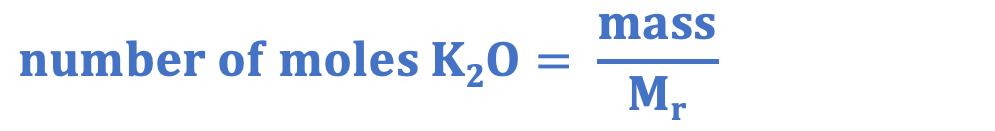 number of moles K₂O = mass
Mᵣ